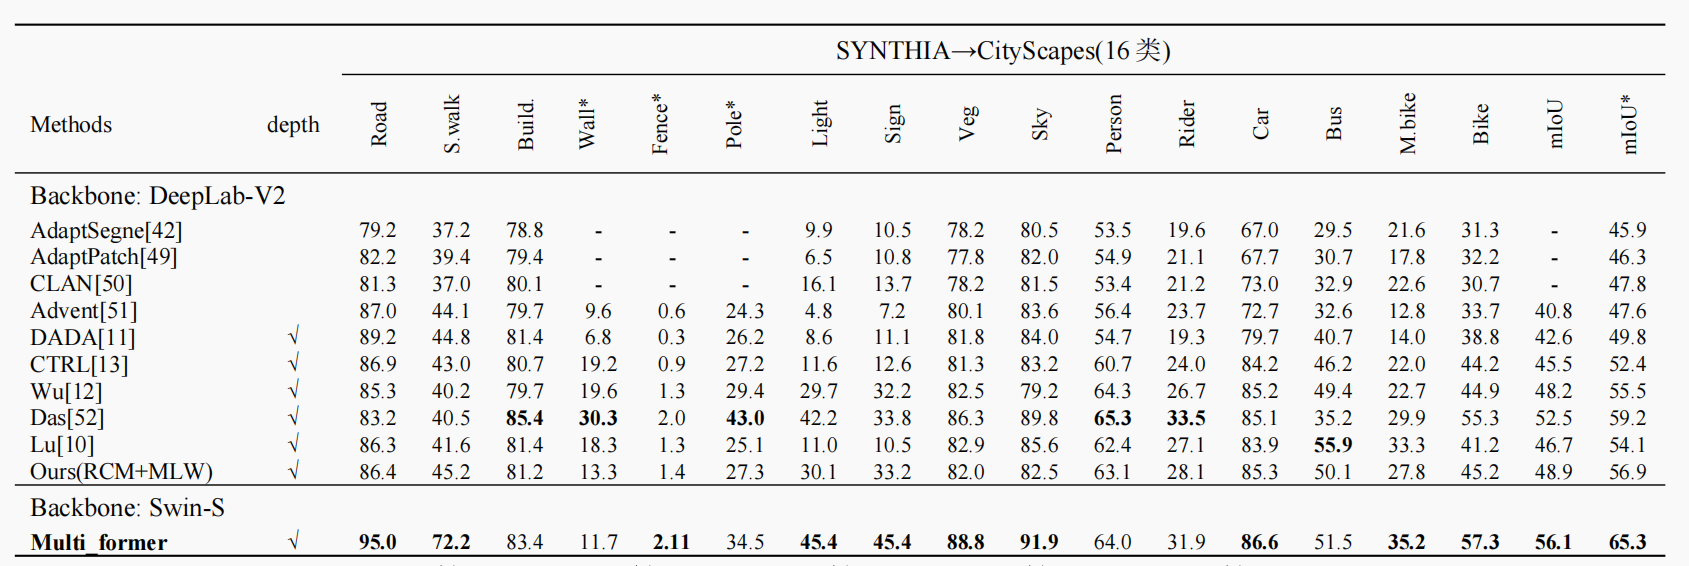 SYNTHIA→CityScapes(16 类)
Methods depth Road S.walk Build. Wall* Fence* Pole* Light Sign Veg Sky Person Rider Car Bus M.bike Bike mIoU mIoU*
Backbone: DeepLab-V2
AdaptSegne[42] 79.2 37.2 78.8 - - - 9.9 10.5 78.2 80.5 53.5 19.6 67.0 29.5 21.6 31.3 - 45.9
AdaptPatch[49] 82.2 39.4 79.4 - - - 6.5 10.8 77.8 82.0 54.9 21.1 67.7 30.7 17.8 32.2 - 46.3
CLAN[50] 81.3 37.0 80.1 - - - 16.1 13.7 78.2 81.5 53.4 21.2 73.0 32.9 22.6 30.7 - 47.8
Advent[51] 87.0 44.1 79.7 9.6 0.6 24.3 4.8 7.2 80.1 83.6 56.4 23.7 72.7 32.6 12.8 33.7 40.8 47.6
DADA[11] √ 89.2 44.8 81.4 6.8 0.3 26.2 8.6 11.1 81.8 84.0 54.7 19.3 79.7 40.7 14.0 38.8 42.6 49.8
CTRL[13] √ 86.9 43.0 80.7 19.2 0.9 27.2 11.6 12.6 81.3 83.2 60.7 24.0 84.2 46.2 22.0 44.2 45.5 52.4
Wu[12] √ 85.3 40.2 79.7 19.6 1.3 29.4 29.7 32.2 82.5 79.2 64.3 26.7 85.2 49.4 22.7 44.9 48.2 55.5
Das[52] √ 83.2 40.5 85.4 30.3 2.0 43.0 42.2 33.8 86.3 89.8 65.3 33.5 85.1 35.2 29.9 55.3 52.5 59.2
Lu[10] √ 86.3 41.6 81.4 18.3 1.3 25.1 11.0 10.5 82.9 85.6 62.4 27.1 83.9 55.9 33.3 41.2 46.7 54.1
Ours(RCM+MLW) √ 86.4 45.2 81.2 13.3 1.4 27.3 30.1 33.2 82.0 82.5 63.1 28.1 85.3 50.1 27.8 45.2 48.9 56.9
Backbone: Swin-S
Multi_former √ 95.0 72.2 83.4 11.7 2.11 34.5 45.4 45.4 88.8 91.9 64.0 31.9 86.6 51.5 35.2 57.3 56.1 65.3